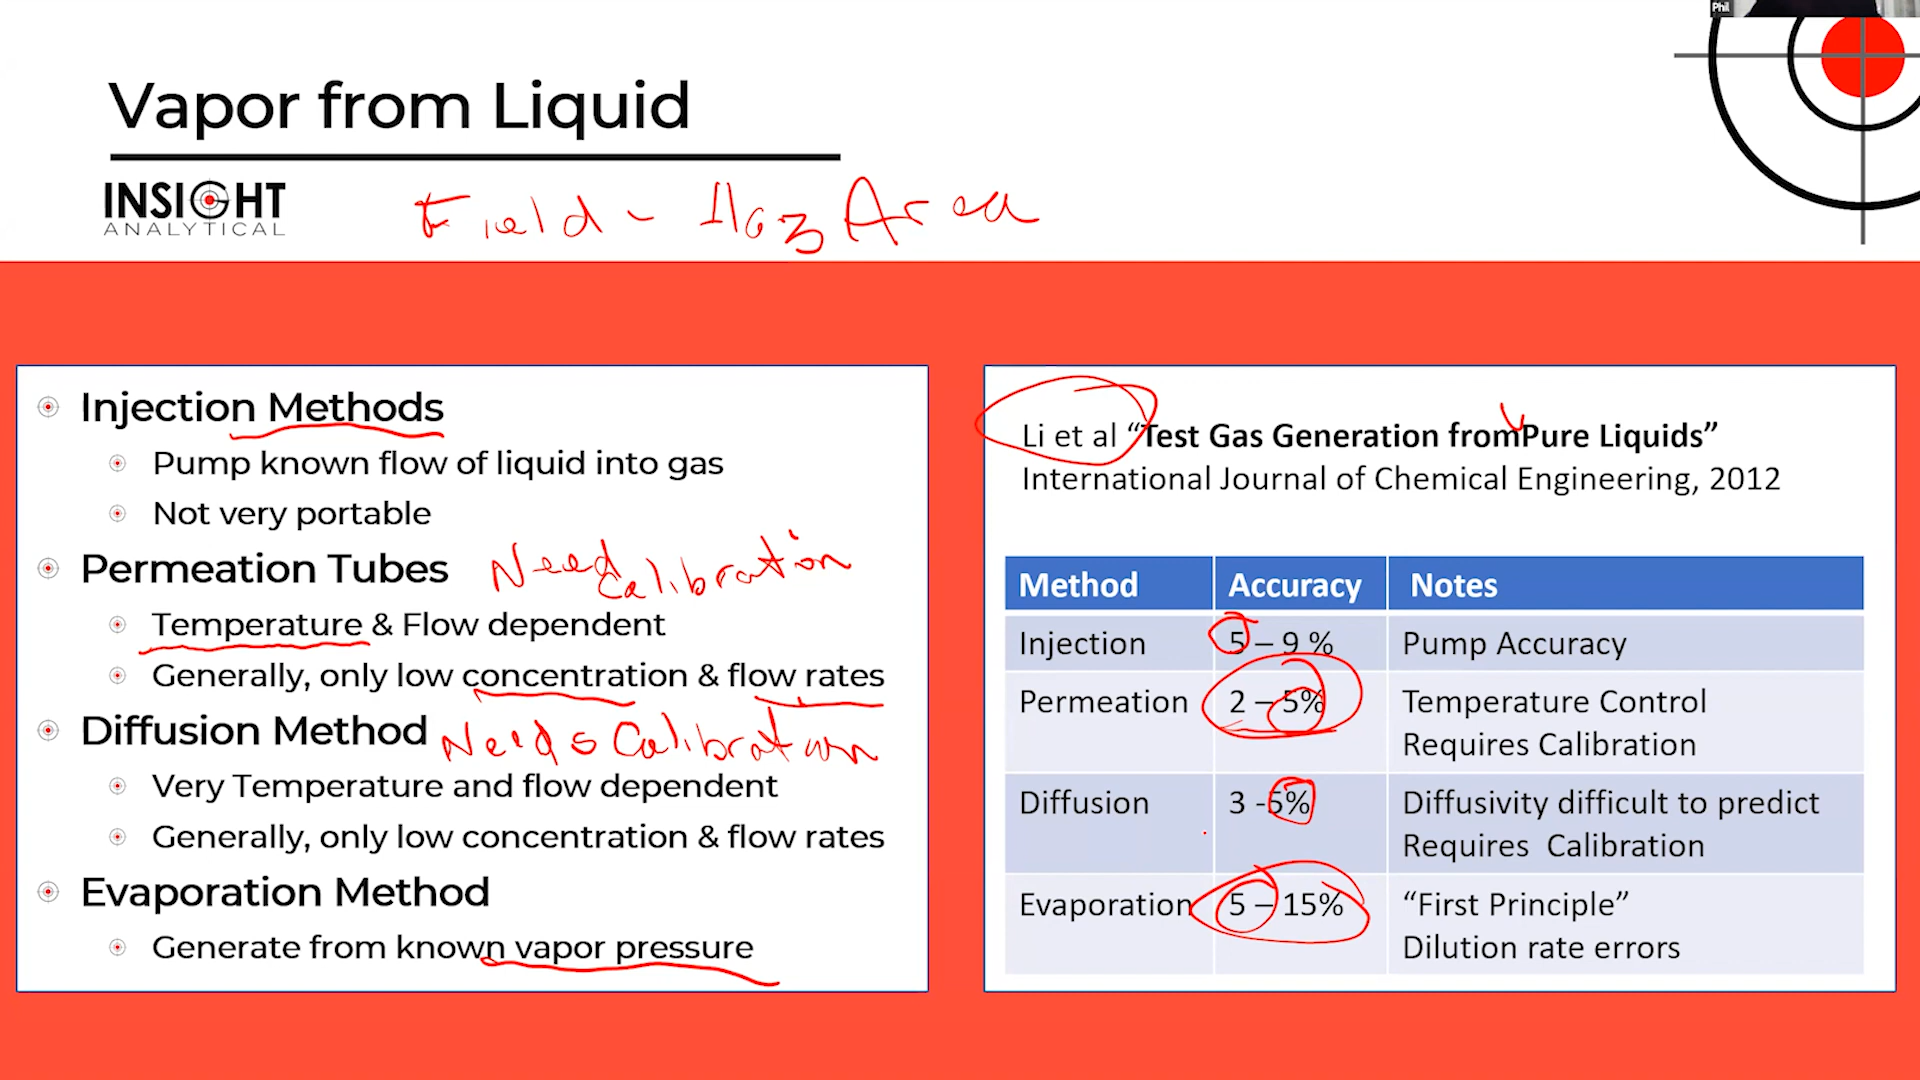 Phil
Vapor from Liquid
INSIGHT
ANALYTICAL
Field - Haz Area
Injection Methods
Pump known flow of liquid into gas
Not very portable
Permeation Tubes Need Calibration
Temperature & Flow dependent
Generally, only low concentration & flow rates
Diffusion Method Needs Calibration
Very Temperature and flow dependent
Generally, only low concentration & flow rates
Evaporation Method
Generate from known vapor pressure
Li et al “Test Gas Generation fromPure Liquids”
International Journal of Chemical Engineering, 2012
Method Accuracy Notes
Injection 5 – 9 % Pump Accuracy
Permeation 2 – 5% Temperature Control
Requires Calibration
Diffusion 3 -5% Diffusivity difficult to predict
Requires Calibration
Evaporation 5 – 15% “First Principle”
Dilution rate errors